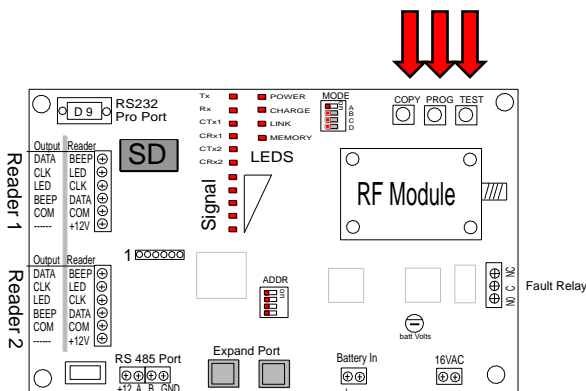 COPY PROG TEST
MODE
ON
A
B
C
D
Tx
Rx
CTx1
CRx1
CTx2
CRx2
POWER
CHARGE
LINK
MEMORY
LEDS
Signal
D 9
RS232
Pro Port
SD
RF Module
Reader 1
Output Reader
DATA BEEP
CLK LED
LED CLK
BEEP DATA
COM COM
------ +12V
1
Reader 2
Output Reader
DATA BEEP
CLK LED
LED CLK
BEEP DATA
COM COM
------ +12V
ADDR
ON
NO C NC
Fault Relay
batt Volts
RS 485 Port
+12 A B GND
Expand Port
Battery In
16VAC